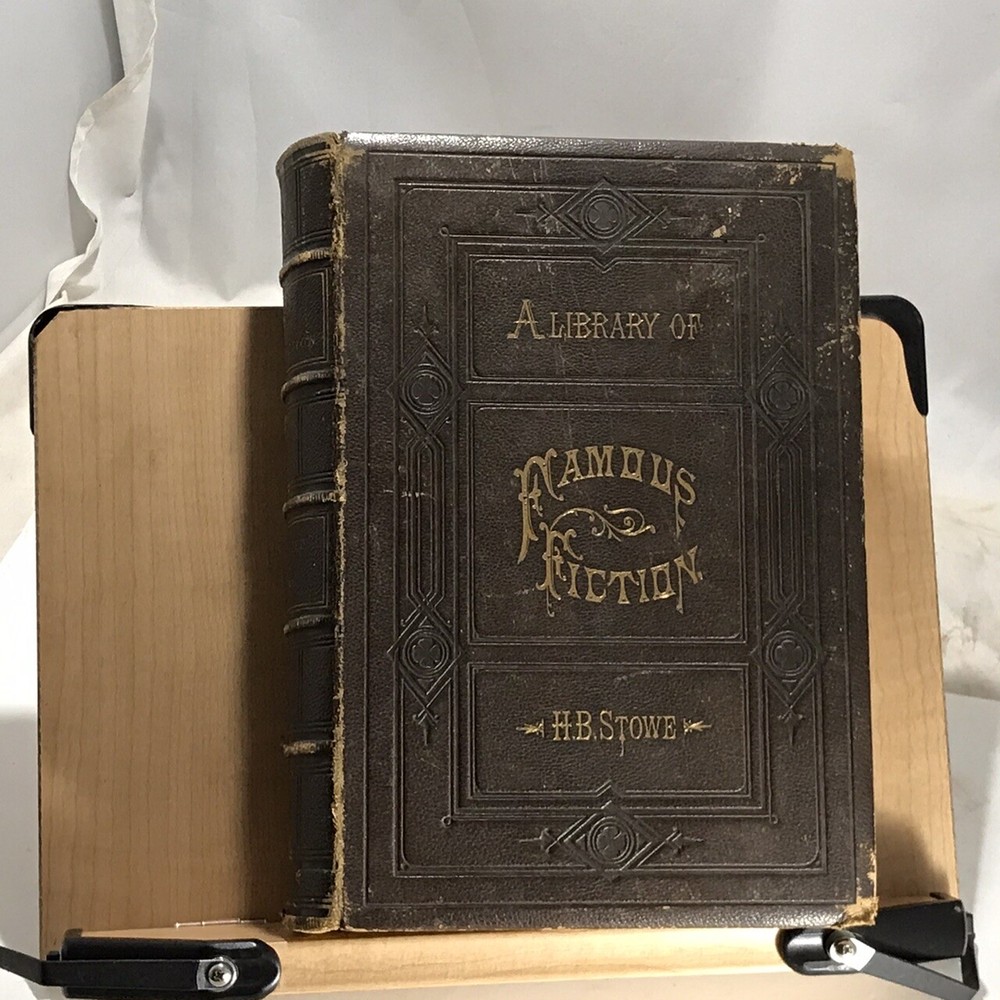 A LIBRARY OF
FAMOUS
FICTION.
H.B. STOWE